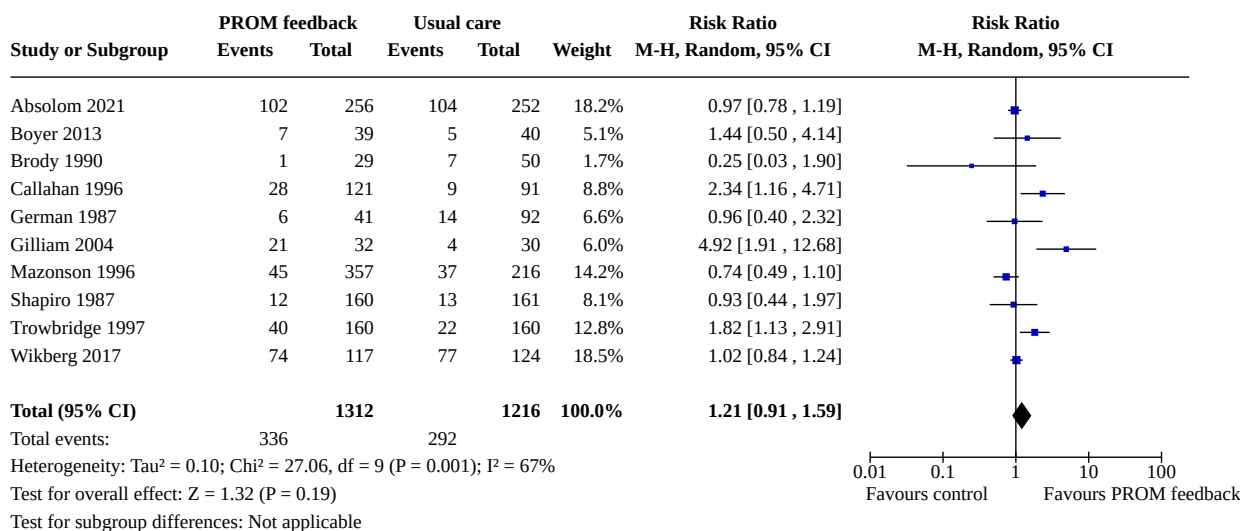 PROM feedback Usual care Risk Ratio Risk Ratio
Study or Subgroup Events Total Events Total Weight M-H, Random, 95% CI M-H, Random, 95% CI
Absolom 2021 102 256 104 252 18.2% 0.97 [0.78 , 1.19]
Boyer 2013 7 39 5 40 5.1% 1.44 [0.50 , 4.14]
Brody 1990 1 29 7 50 1.7% 0.25 [0.03 , 1.90]
Callahan 1996 28 121 9 91 8.8% 2.34 [1.16 , 4.71]
German 1987 6 41 14 92 6.6% 0.96 [0.40 , 2.32]
Gilliam 2004 21 32 4 30 6.0% 4.92 [1.91 , 12.68]
Mazonson 1996 45 357 37 216 14.2% 0.74 [0.49 , 1.10]
Shapiro 1987 12 160 13 161 8.1% 0.93 [0.44 , 1.97]
Trowbridge 1997 40 160 22 160 12.8% 1.82 [1.13 , 2.91]
Wikberg 2017 74 117 77 124 18.5% 1.02 [0.84 , 1.24]
Total (95% CI) 1312 1216 100.0% 1.21 [0.91 , 1.59]
Total events: 336 292
Heterogeneity: Tau² = 0.10; Chi² = 27.06, df = 9 (P = 0.001); I² = 67%
0.01 0.1 1 10 100
Test for overall effect: Z = 1.32 (P = 0.19) Favours control Favours PROM feedback
Test for subgroup differences: Not applicable